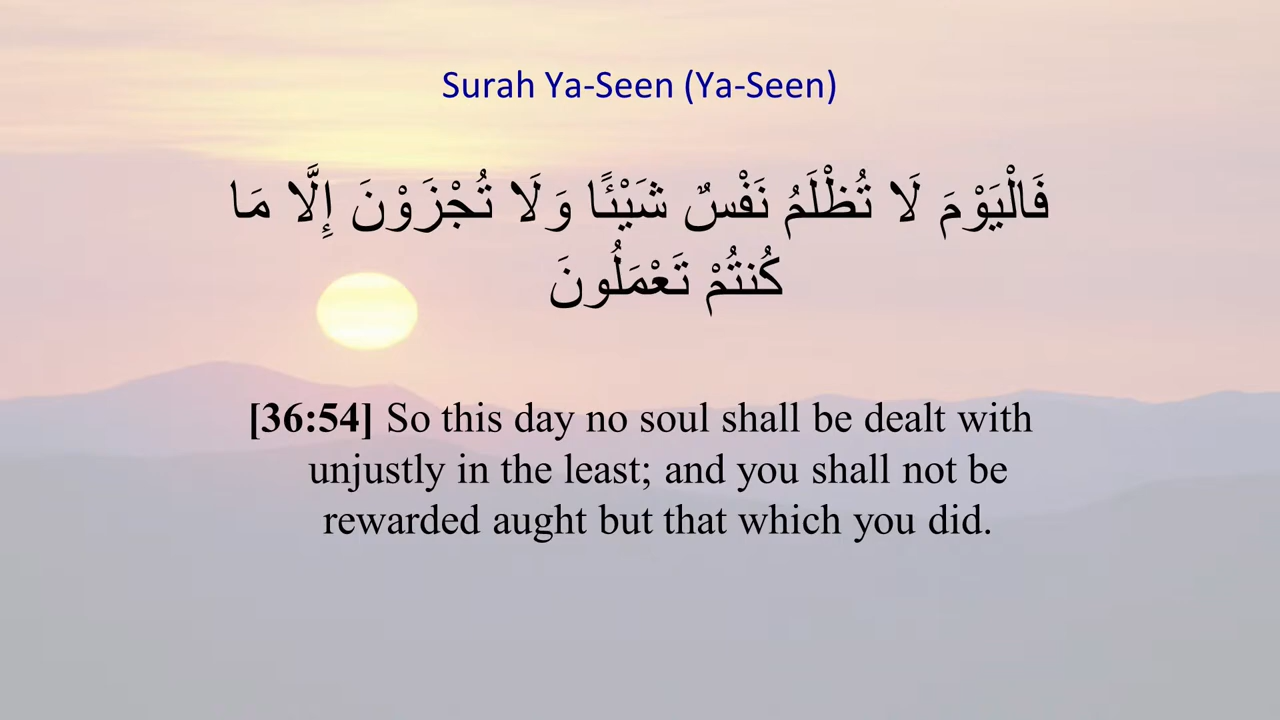 Surah Ya-Seen (Ya-Seen)
فَالْيَوْمَ لَا تُظْلَمُ نَفْسٌ شَيْئًا وَلَا تُجْزَوْنَ إِلَّا مَا
كُنتُمْ تَعْمَلُونَ
[36:54] So this day no soul shall be dealt with
unjustly in the least; and you shall not be
rewarded aught but that which you did.